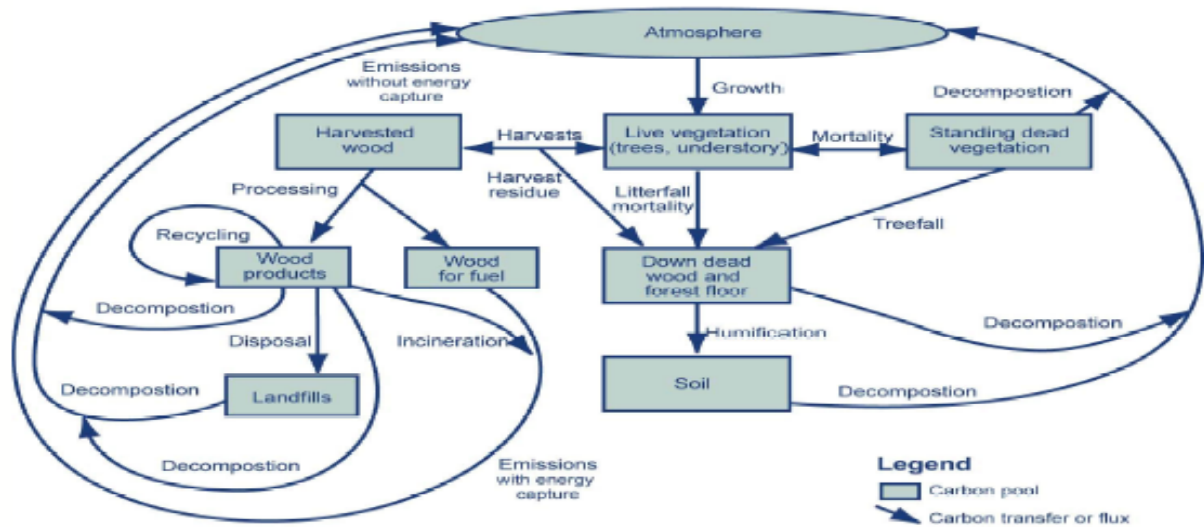 Atmosphere
Emissions
without energy
capture
Growth
Decompostion
Harvested
wood
Harvests
Live vegetation
(trees, understory)
Mortality
Standing dead
vegetation
Processing
Harvest
residue
Litterfall
mortality
Treefall
Recycling
Wood
products
Wood
for fuel
Down dead
wood and
forest floor
Decompostion
Disposal
Incineration
Humification
Decompostion
Decompostion
Landfills
Soil
Decompostion
Decompostion
Emissions
with energy
capture
Legend
Carbon pool
Carbon transfer or flux